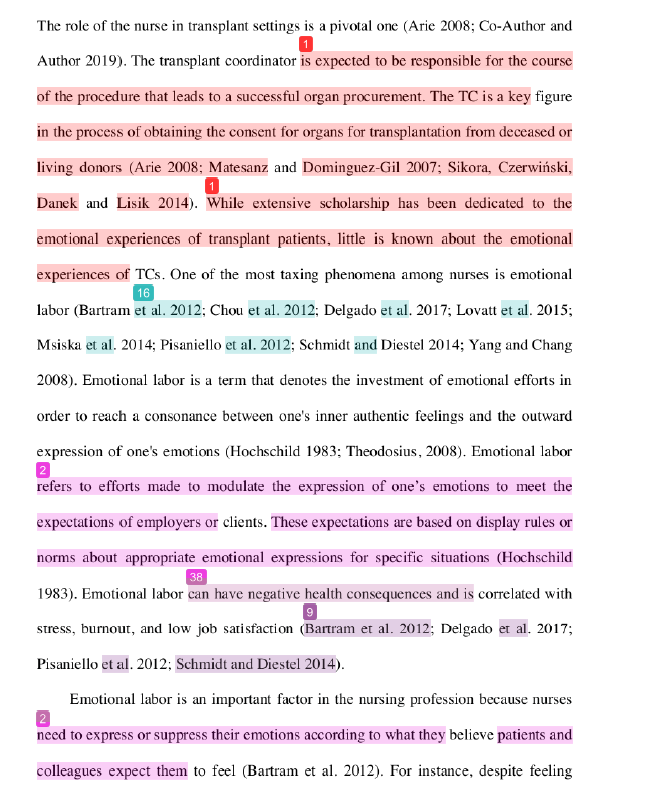 The role of the nurse in transplant settings is a pivotal one (Arie 2008; Co-Author and
1
Author 2019). The transplant coordinator is expected to be responsible for the course
of the procedure that leads to a successful organ procurement. The TC is a key figure
in the process of obtaining the consent for organs for transplantation from deceased or
living donors (Arie 2008; Matesanz and Dominguez-Gil 2007; Sikora, Czerwiński,
1
Danek and Lisik 2014). While extensive scholarship has been dedicated to the
emotional experiences of transplant patients, little is known about the emotional
experiences of TCs. One of the most taxing phenomena among nurses is emotional
16
labor (Bartram et al. 2012; Chou et al. 2012; Delgado et al. 2017; Lovatt et al. 2015;
Msiska et al. 2014; Pisaniello et al. 2012; Schmidt and Diestel 2014; Yang and Chang
2008). Emotional labor is a term that denotes the investment of emotional efforts in
order to reach a consonance between one's inner authentic feelings and the outward
expression of one's emotions (Hochschild 1983; Theodosius, 2008). Emotional labor
2
refers to efforts made to modulate the expression of one’s emotions to meet the
expectations of employers or clients. These expectations are based on display rules or
norms about appropriate emotional expressions for specific situations (Hochschild
38
1983). Emotional labor can have negative health consequences and is correlated with
9
stress, burnout, and low job satisfaction (Bartram et al. 2012; Delgado et al. 2017;
Pisaniello et al. 2012; Schmidt and Diestel 2014).
Emotional labor is an important factor in the nursing profession because nurses
2
need to express or suppress their emotions according to what they believe patients and
colleagues expect them to feel (Bartram et al. 2012). For instance, despite feeling